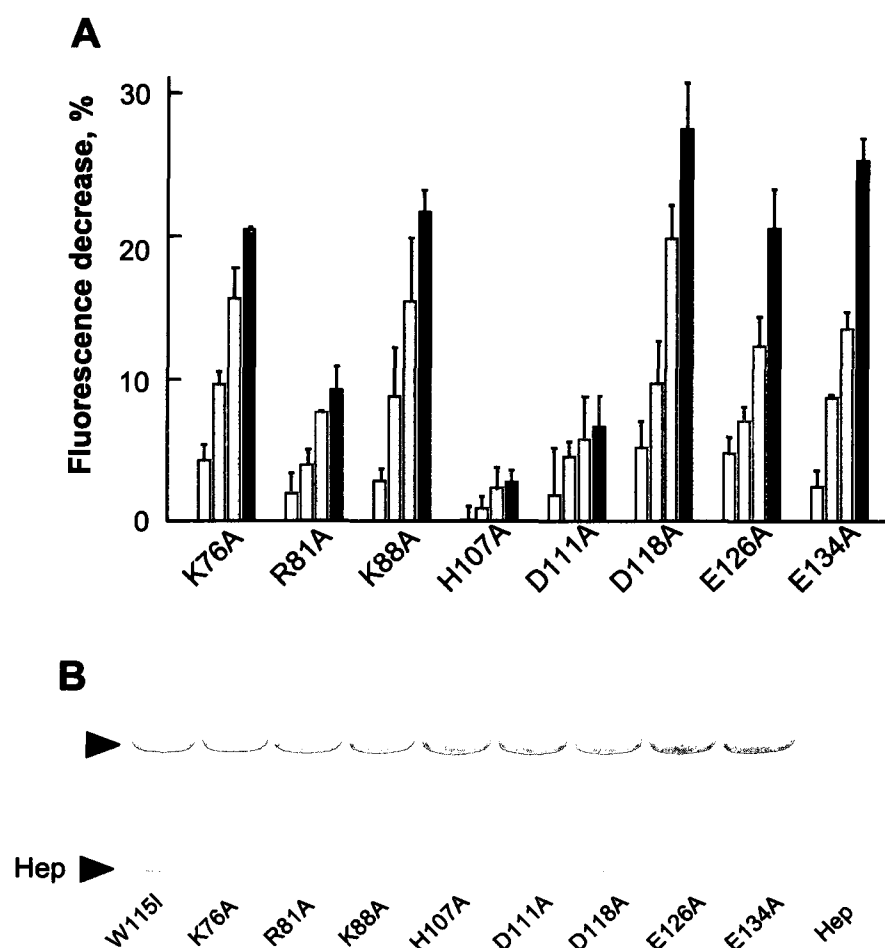 A
Fluorescence decrease, %
30
20
10
0
K76A
R81A
K88A
H107A
D111A
D118A
E126A
E134A
B
Hep
W115I
K76A
R81A
K88A
H107A
D111A
D118A
E126A
E134A
Hep